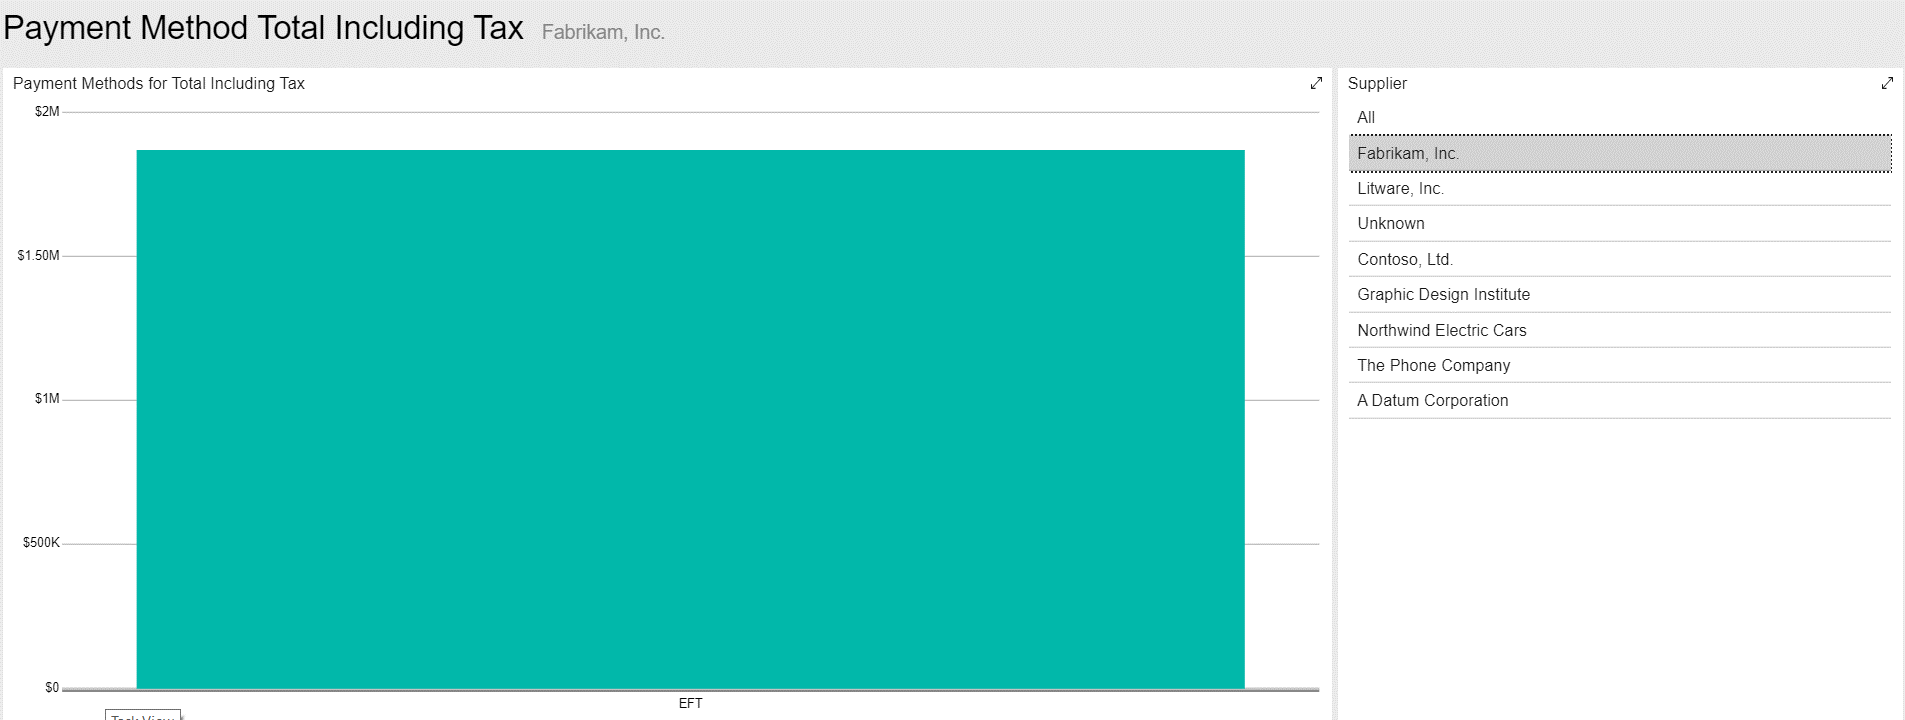 Payment Method Total Including Tax Fabrikam, Inc.
Payment Methods for Total Including Tax
$2M
$1.50M
$1M
$500K
$0
EFT
Supplier
All
Fabrikam, Inc.
Litware, Inc.
Unknown
Contoso, Ltd.
Graphic Design Institute
Northwind Electric Cars
The Phone Company
A Datum Corporation
Task View